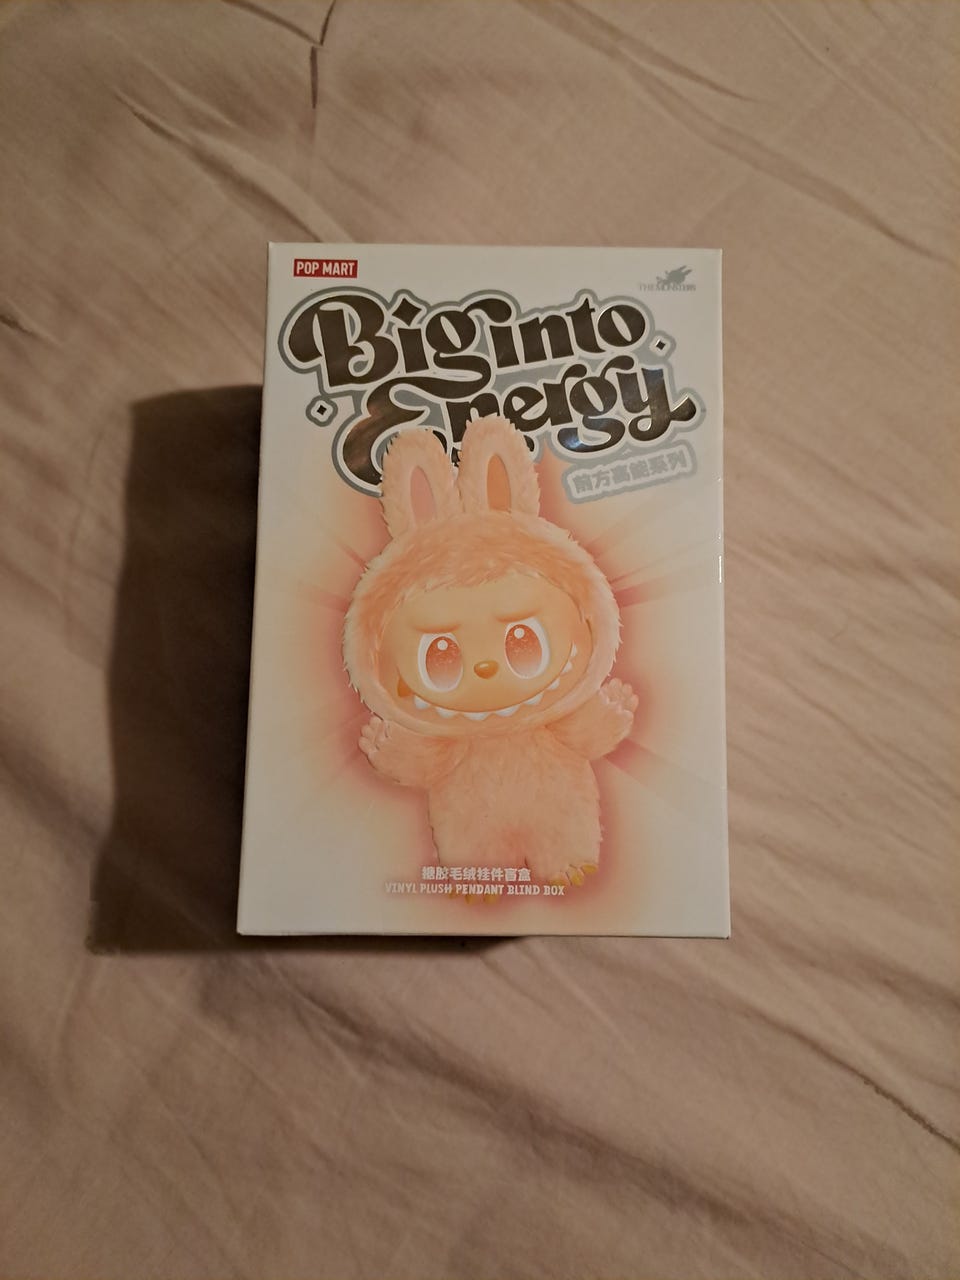 POP MART
THE MONSTERS
Big into
Energy
前方高能系列
搪胶毛绒挂件盲盒
VINYL PLUSH PENDANT BLIND BOX